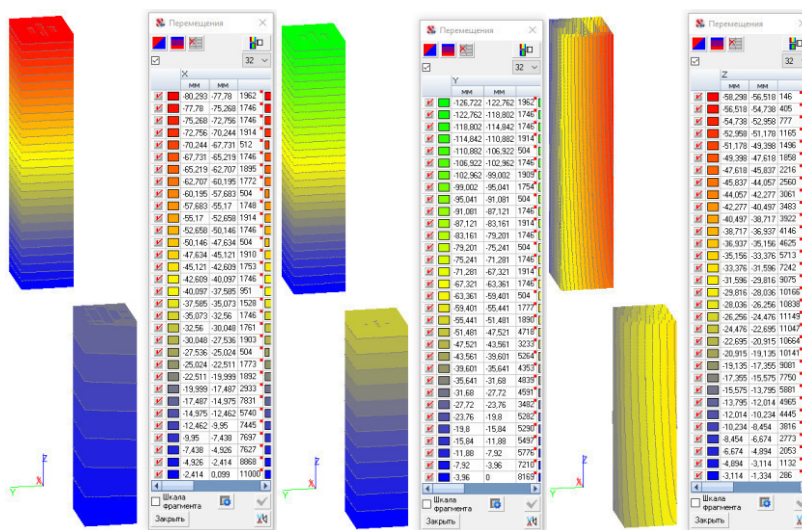 Перемещения
32
X
мм мм
-80,293 -77,78 1962
-77,78 -75,268 1746
-75,268 -72,756 1746
-72,756 -70,244 1914
-70,244 -67,731 512
-67,731 -65,219 1746
-65,219 -62,707 1895
-62,707 -60,195 1772
-60,195 -57,683 504
-57,683 -55,17 1748
-55,17 -52,658 1914
-52,658 -50,146 1746
-50,146 -47,634 504
-47,634 -45,121 1910
-45,121 -42,609 1753
-42,609 -40,097 1746
-40,097 -37,585 951
-37,585 -35,073 1528
-35,073 -32,56 1746
-32,56 -30,048 1761
-30,048 -27,536 1903
-27,536 -25,024 504
-25,024 -22,511 1773
-22,511 -19,999 1892
-19,999 -17,487 2933
-17,487 -14,975 7831
-14,975 -12,462 5740
-12,462 -9,95 7445
-9,95 -7,438 7697
-7,438 -4,926 7627
-4,926 -2,414 8868
-2,414 0,099 11000
Шкала
фрагмента
Закрыть
Z
Y
X
Перемещения
32
Y
мм мм
-126,722 -122,762 1962
-122,762 -118,802 1746
-118,802 -114,842 1746
-114,842 -110,882 1914
-110,882 -106,922 504
-106,922 -102,962 1746
-102,962 -99,002 1909
-99,002 -95,041 1754
-95,041 -91,081 504
-91,081 -87,121 1746
-87,121 -83,161 1914
-83,161 -79,201 1746
-79,201 -75,241 504
-75,241 -71,281 1746
-71,281 -67,321 1914
-67,321 -63,361 1746
-63,361 -59,401 504
-59,401 -55,441 1777
-55,441 -51,481 1890
-51,481 -47,521 4718
-47,521 -43,561 3233
-43,561 -39,601 5264
-39,601 -35,641 4353
-35,641 -31,68 4839
-31,68 -27,72 4591
-27,72 -23,76 3482
-23,76 -19,8 5282
-19,8 -15,84 5290
-15,84 -11,88 5497
-11,88 -7,92 5776
-7,92 -3,96 7210
-3,96 0 8169
Шкала
фрагмента
Закрыть
Z
Y
X
Перемещения
32
Z
мм мм
-58,298 -56,518 146
-56,518 -54,738 405
-54,738 -52,958 777
-52,958 -51,178 1165
-51,178 -49,398 1496
-49,398 -47,618 1858
-47,618 -45,837 2216
-45,837 -44,057 2560
-44,057 -42,277 3061
-42,277 -40,497 3483
-40,497 -38,717 3922
-38,717 -36,937 4146
-36,937 -35,156 4625
-35,156 -33,376 5713
-33,376 -31,596 7242
-31,596 -29,816 9075
-29,816 -28,036 10166
-28,036 -26,256 10838
-26,256 -24,476 11149
-24,476 -22,695 11047
-22,695 -20,915 10664
-20,915 -19,135 10141
-19,135 -17,355 9081
-17,355 -15,575 7750
-15,575 -13,795 5881
-13,795 -12,014 4965
-12,014 -10,234 4445
-10,234 -8,454 3816
-8,454 -6,674 2773
-6,674 -4,894 2053
-4,894 -3,114 1132
-3,114 -1,334 286
Шкала
фрагмента
Закрыть
Z
Y
X